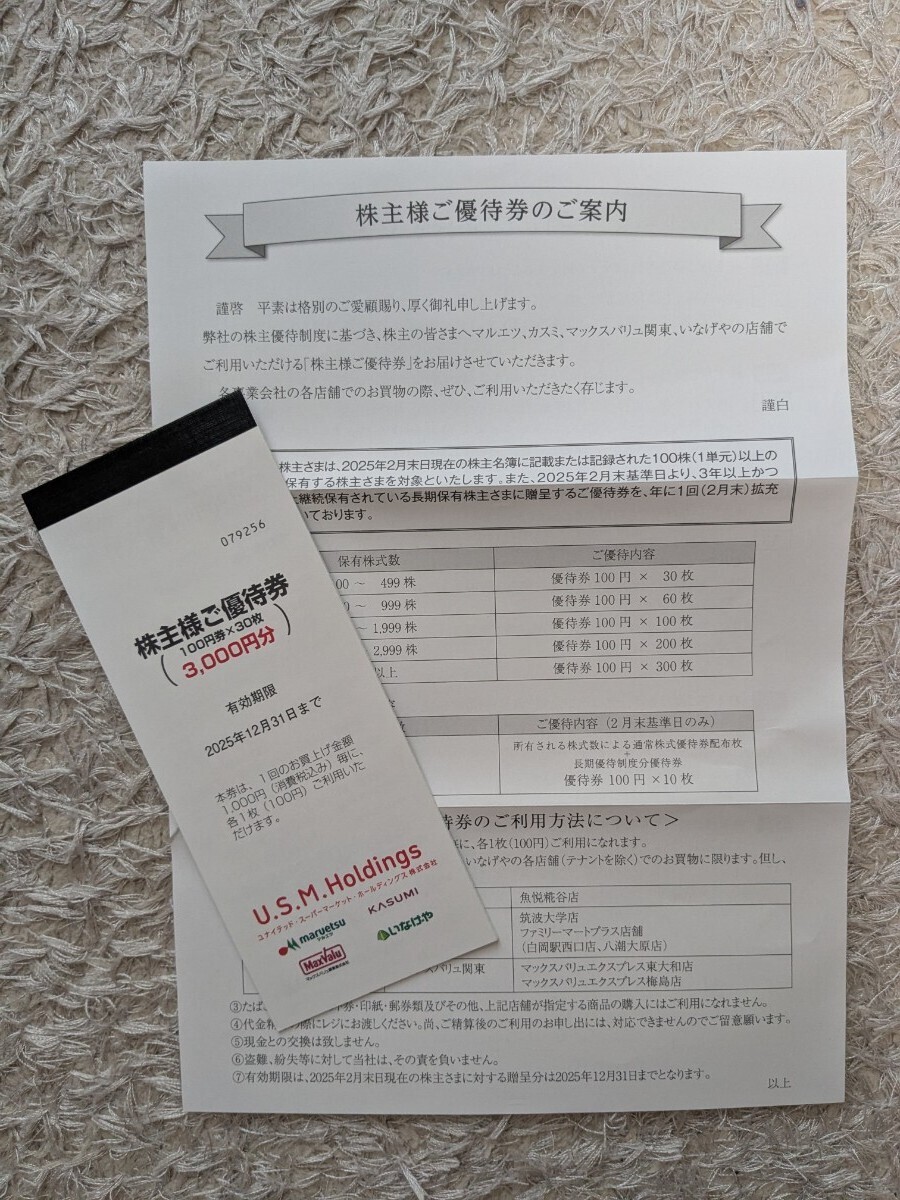 株主様ご優待券のご案内
謹啓　平素は格別のご愛顧賜り、厚く御礼申し上げます。
弊社の株主優待制度に基づき、株主の皆さまへマルエツ、カスミ、マックスバリュ関東、いなげやの店舗で
ご利用いただける「株主様ご優待券」をお届けさせていただきます。
各事業会社の各店舗でのお買物の際、ぜひ、ご利用いただきたく存じます。
謹白
株主さまは、2025年2月末日現在の株主名簿に記載または記録された100株(1単元)以上の
保有する株主さまを対象といたします。また、2025年2月末基準日より、3年以上かつ
継続保有されている長期保有株主さまに贈呈するご優待券を、年に1回(2月末)拡充
いております。
保有株式数　ご優待内容
00 ～ 499株　優待券100円 × 30枚
～ 999株　優待券100円 × 60枚
～ 1,999株　優待券100円 × 100枚
2,999株　優待券100円 × 200枚
以上　優待券100円 × 300枚
ご優待内容(2月末基準日のみ)
所有される株式数による通常株式優待券配布枚
+
長期優待制度分優待券
優待券100円×10枚
待券のご利用方法について＞
毎に、各1枚(100円)ご利用になれます。
いなげやの各店舗(テナントを除く)でのお買物に限ります。但し、
魚悦糀谷店
筑波大学店
ファミリーマートプラス店舗
(白岡駅西口店、八潮大原店)
バリュ関東　マックスバリュエクスプレス東大和店
マックスバリュエクスプレス梅島店
③たば　券・印紙・郵券類及びその他、上記店舗が指定する商品の購入にはご利用になれません。
④代金精　際にレジにお渡しください。尚、ご精算後のご利用のお申し出には、対応できませんのでご留意願います。
⑤現金との交換は致しません。
⑥盗難、紛失等に対して当社は、その責を負いません。
⑦有効期限は、2025年2月末日現在の株主さまに対する贈呈分は2025年12月31日までとなります。
以上
079256
株主様ご優待券
(100円券×30枚
3,000円分)
有効期限
2025年12月31日まで
本券は、1回のお買上げ金額
1,000円(消費税込み)毎に、
各1枚(100円)ご利用いた
だけます。
U.S.M.Holdings
ユナイテッド・スーパーマーケット・ホールディングス株式会社
maruetsu
マルエツ
KASUMI
MaxValu
マックスバリュ関東株式会社
いなげや